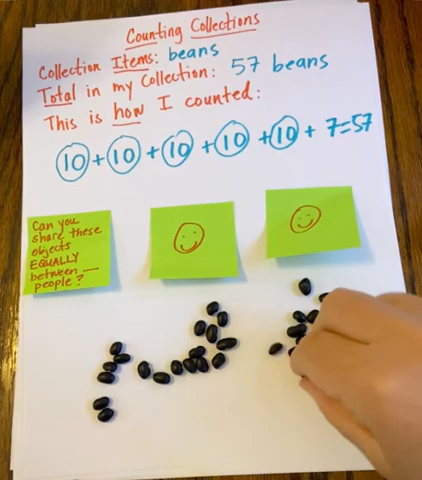 Counting Collections
Collection Items: beans
Total in my Collection: 57 beans
This is how I counted:
10 + 10 + 10 + 10 + 10 + 7=57
Can you
share these
objects
EQUALLY
between __
people?